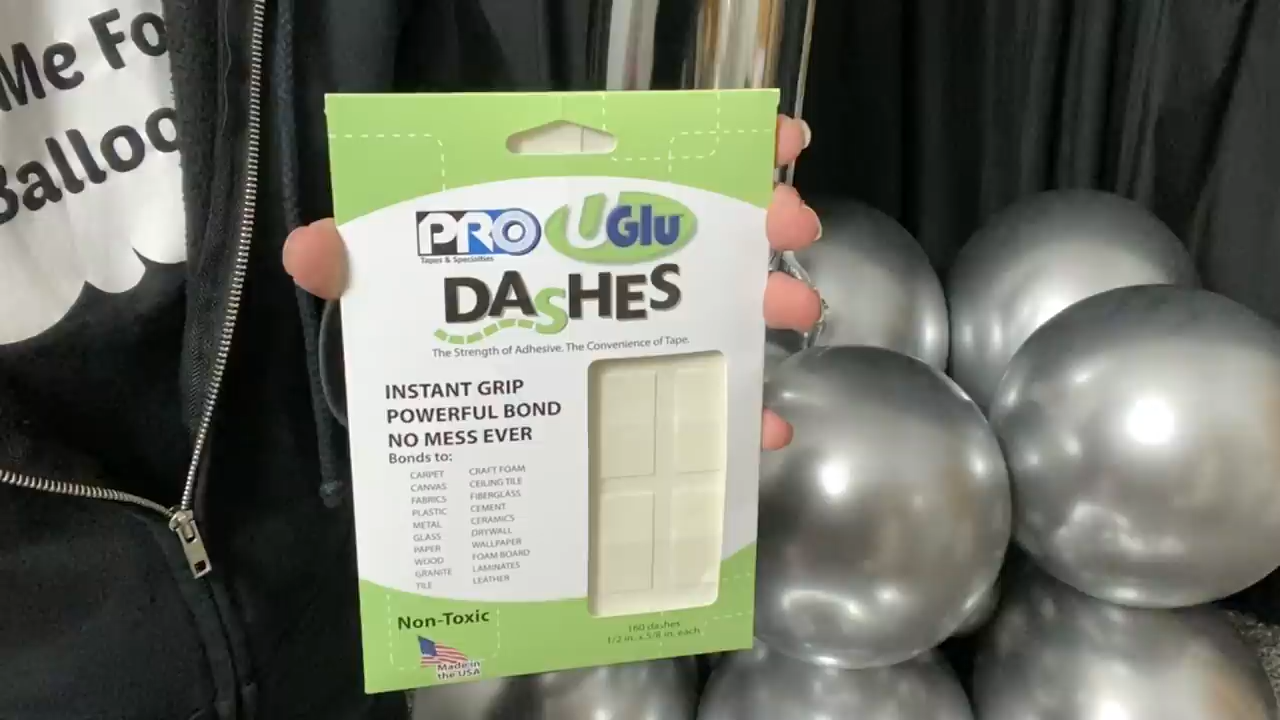 Me Fo
Balloo
PRO
Tapes & Specialties
UGlu
DASHES
The Strength of Adhesive. The Convenience of Tape.
INSTANT GRIP
POWERFUL BOND
NO MESS EVER
Bonds to:
CARPET
CANVAS
FABRICS
PLASTIC
METAL
GLASS
PAPER
WOOD
GRANITE
TILE
CRAFT FOAM
CEILING TILE
FIBERGLASS
CEMENT
CERAMICS
DRYWALL
WALLPAPER
FOAM BOARD
LAMINATES
LEATHER
Non-Toxic
Made in
the USA
160 dashes
1/2 in. x 5/8 in. each